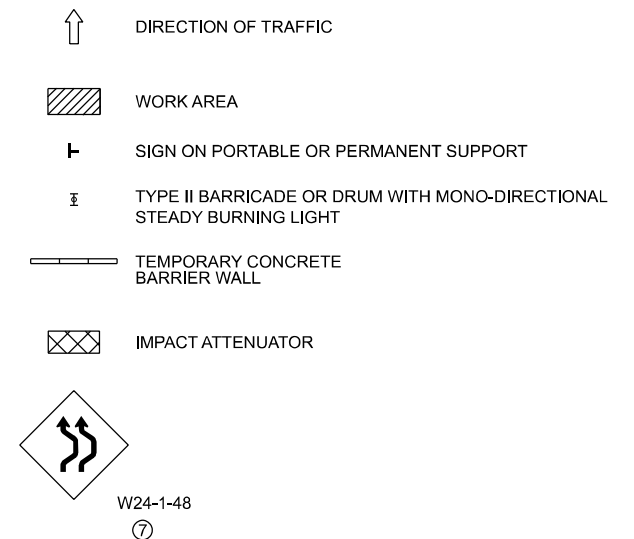 DIRECTION OF TRAFFIC
WORK AREA
SIGN ON PORTABLE OR PERMANENT SUPPORT
TYPE II BARRICADE OR DRUM WITH MONO-DIRECTIONAL
STEADY BURNING LIGHT
TEMPORARY CONCRETE
BARRIER WALL
IMPACT ATTENUATOR
W24-1-48
7